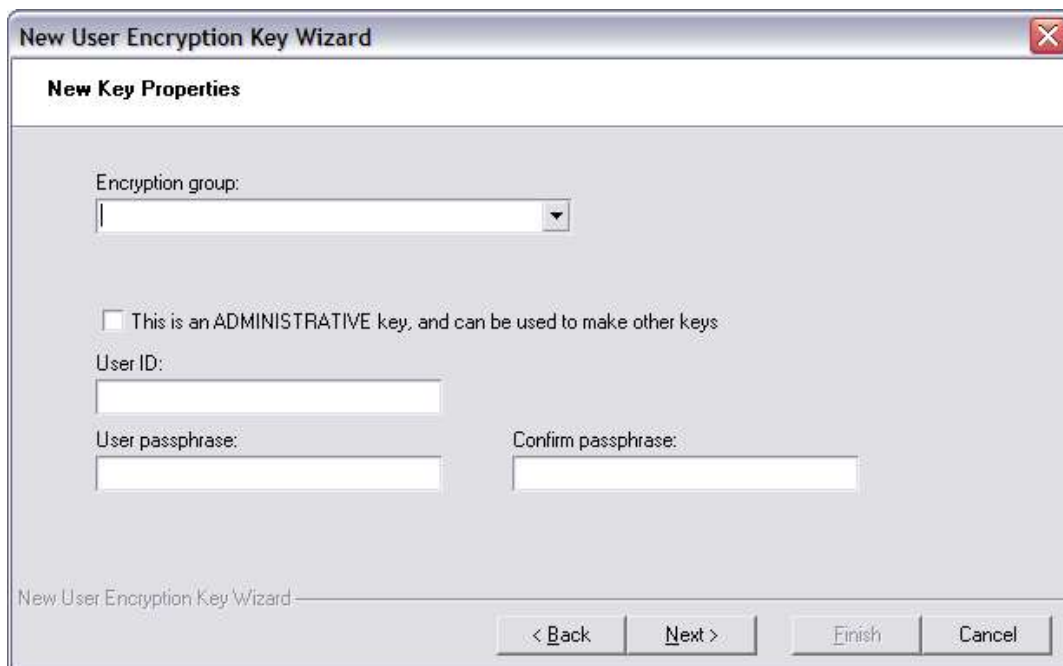 New User Encryption Key Wizard
New Key Properties
Encryption group:
This is an ADMINISTRATIVE key, and can be used to make other keys
User ID:
User passphrase: Confirm passphrase:
New User Encryption Key Wizard
< Back Next > Finish Cancel